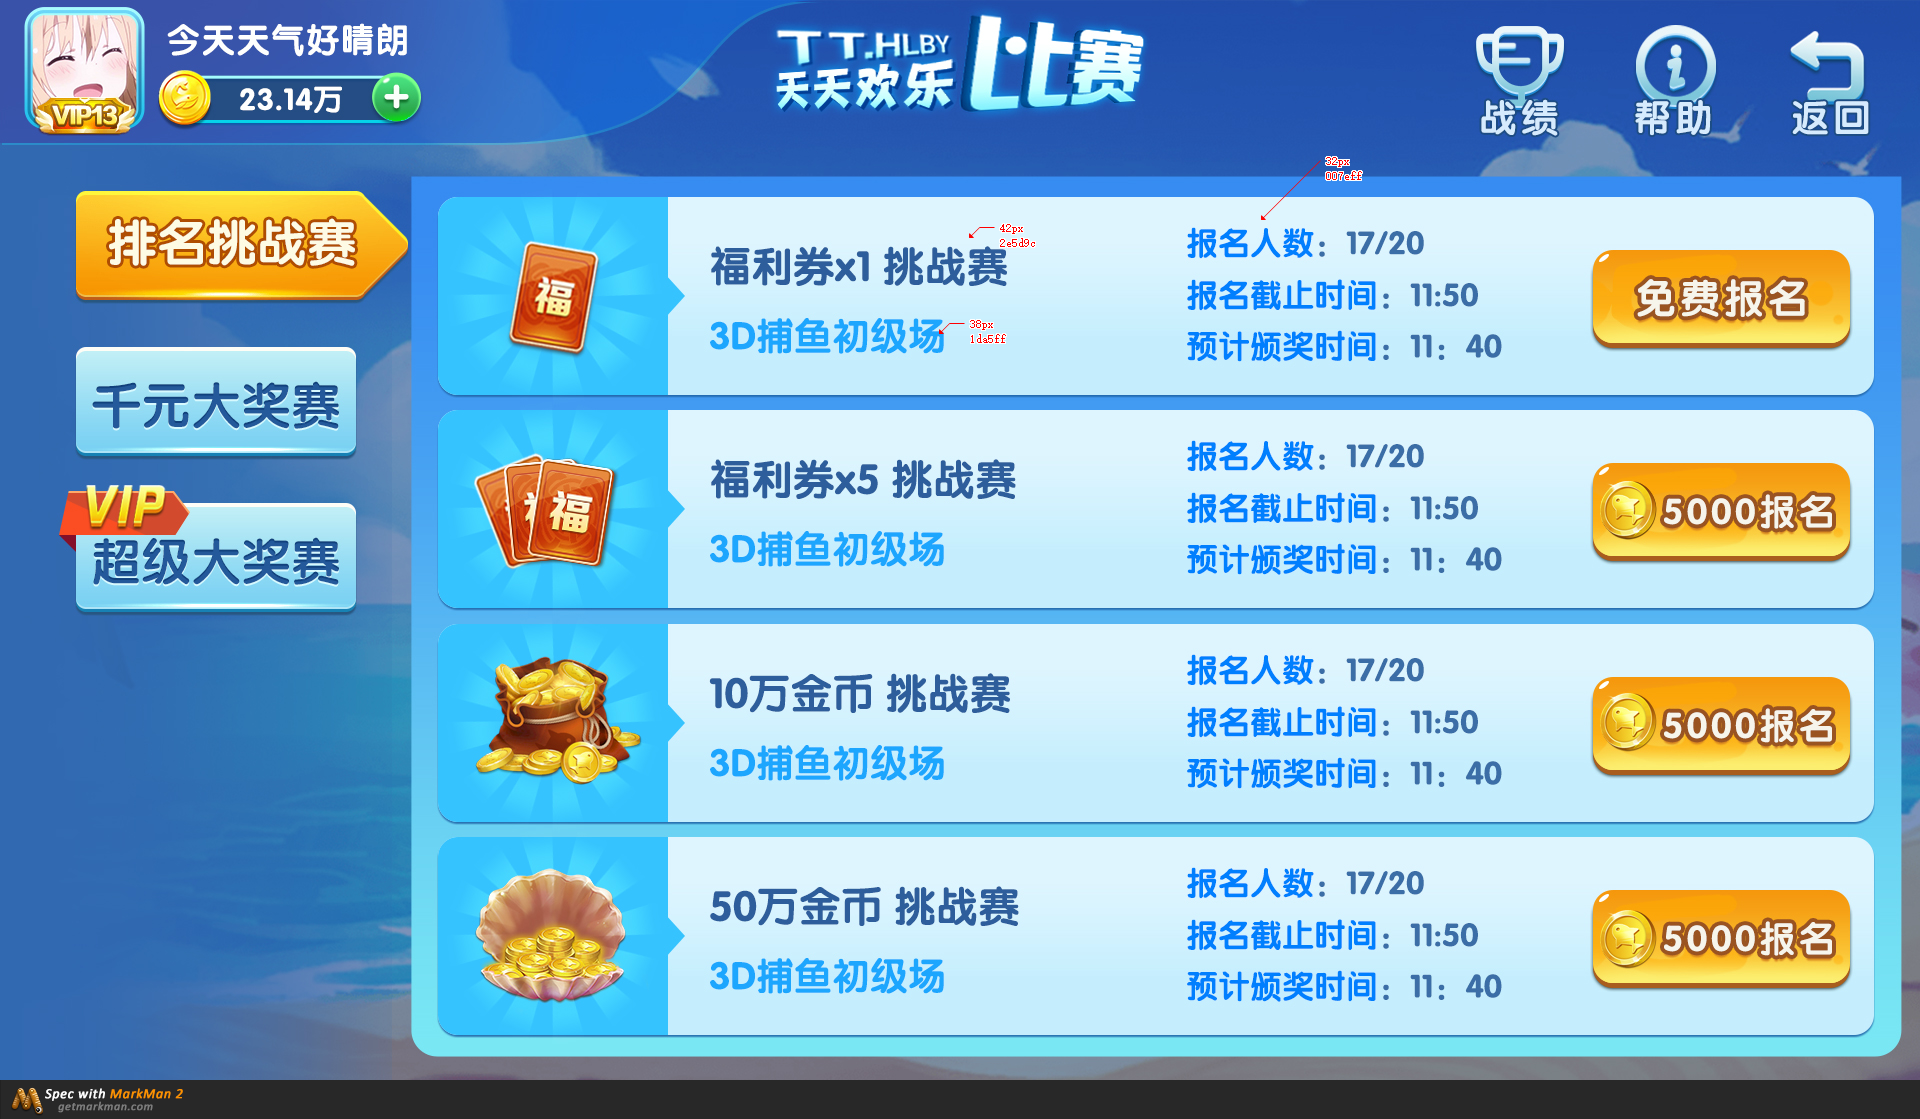 今天天气好晴朗
VIP13
23.14万
TT.HLBY
天天欢乐比赛
战绩
帮助
返回
排名挑战赛
千元大奖赛
VIP
超级大奖赛
福
福利券x1 挑战赛
42px
2e5d9c
3D捕鱼初级场
38px
1da5ff
32px
007eff
报名人数：17/20
报名截止时间：11:50
预计颁奖时间：11：40
免费报名
福
福利券x5 挑战赛
3D捕鱼初级场
报名人数：17/20
报名截止时间：11:50
预计颁奖时间：11：40
5000报名
10万金币 挑战赛
3D捕鱼初级场
报名人数：17/20
报名截止时间：11:50
预计颁奖时间：11：40
5000报名
50万金币 挑战赛
3D捕鱼初级场
报名人数：17/20
报名截止时间：11:50
预计颁奖时间：11：40
5000报名
Spec with MarkMan 2
getmarkman.com